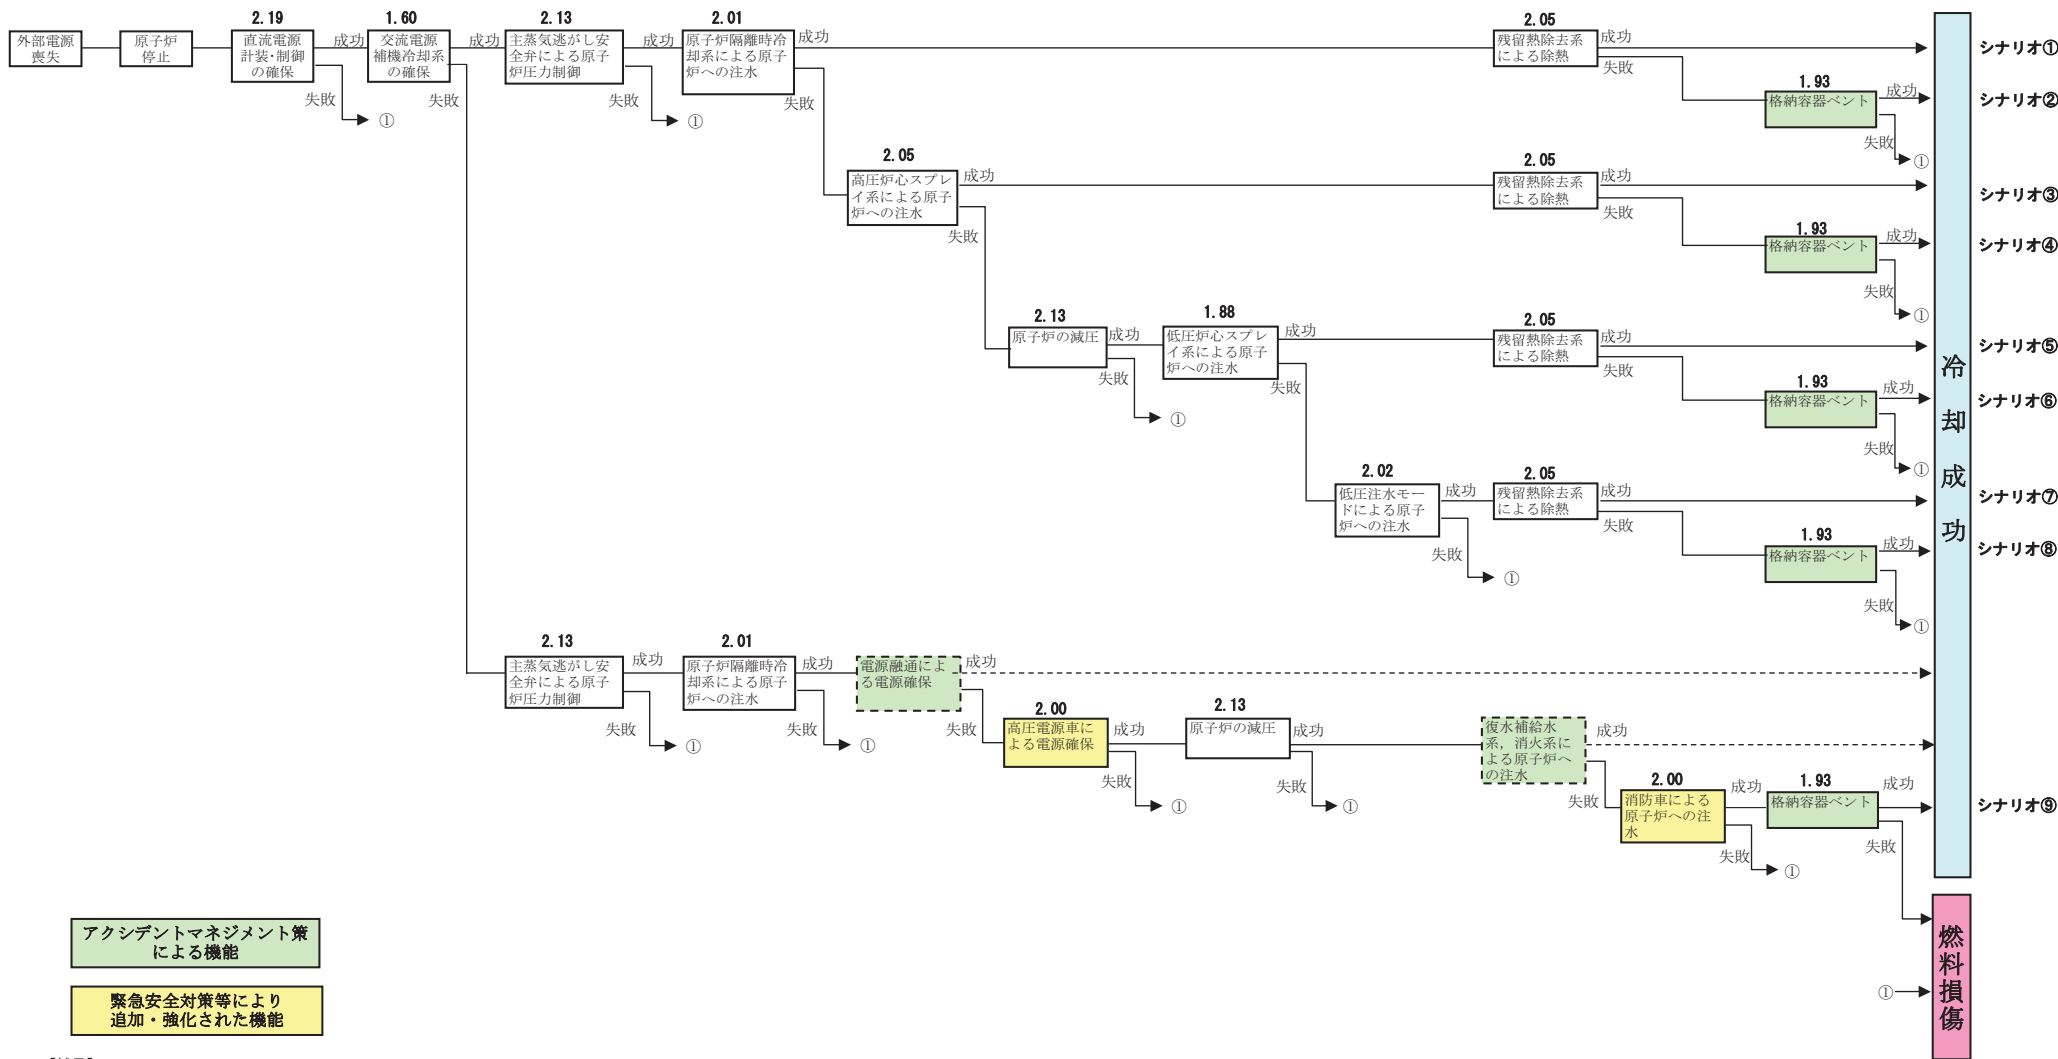 2.19
1.60
2.13
2.01
2.05
外部電源
喪失
原子炉
停止
直流電源
計装・制御
の確保
成功
失敗
①
交流電源
補機冷却系
の確保
成功
失敗
主蒸気逃がし安
全弁による原子
炉圧力制御
成功
失敗
①
原子炉隔離時冷
却系による原子
炉への注水
成功
失敗
残留熱除去系
による除熱
成功
失敗
シナリオ①
1.93
格納容器ベント
成功
失敗
①
シナリオ②
2.05
高圧炉心スプレ
イ系による原子
炉への注水
成功
失敗
2.05
残留熱除去系
による除熱
成功
失敗
シナリオ③
1.93
格納容器ベント
成功
失敗
①
シナリオ④
2.13
原子炉の減圧
成功
失敗
①
1.88
低圧炉心スプレ
イ系による原子
炉への注水
成功
失敗
2.05
残留熱除去系
による除熱
成功
失敗
シナリオ⑤
1.93
格納容器ベント
成功
失敗
①
シナリオ⑥
2.02
低圧注水モー
ドによる原子
炉への注水
成功
失敗
①
2.05
残留熱除去系
による除熱
成功
失敗
シナリオ⑦
1.93
格納容器ベント
成功
失敗
①
シナリオ⑧
2.13
主蒸気逃がし安
全弁による原子
炉圧力制御
成功
失敗
①
2.01
原子炉隔離時冷
却系による原子
炉への注水
成功
失敗
①
電源融通によ
る電源確保
成功
失敗
2.00
高圧電源車に
よる電源確保
成功
失敗
①
2.13
原子炉の減圧
成功
失敗
①
復水補給水
系，消火系に
よる原子炉へ
の注水
成功
失敗
2.00
消防車による
原子炉への注
水
成功
失敗
①
1.93
格納容器ベント
成功
失敗
シナリオ⑨
冷却成功
①
燃料損傷
アクシデントマネジメント策
による機能
緊急安全対策等により
追加・強化された機能